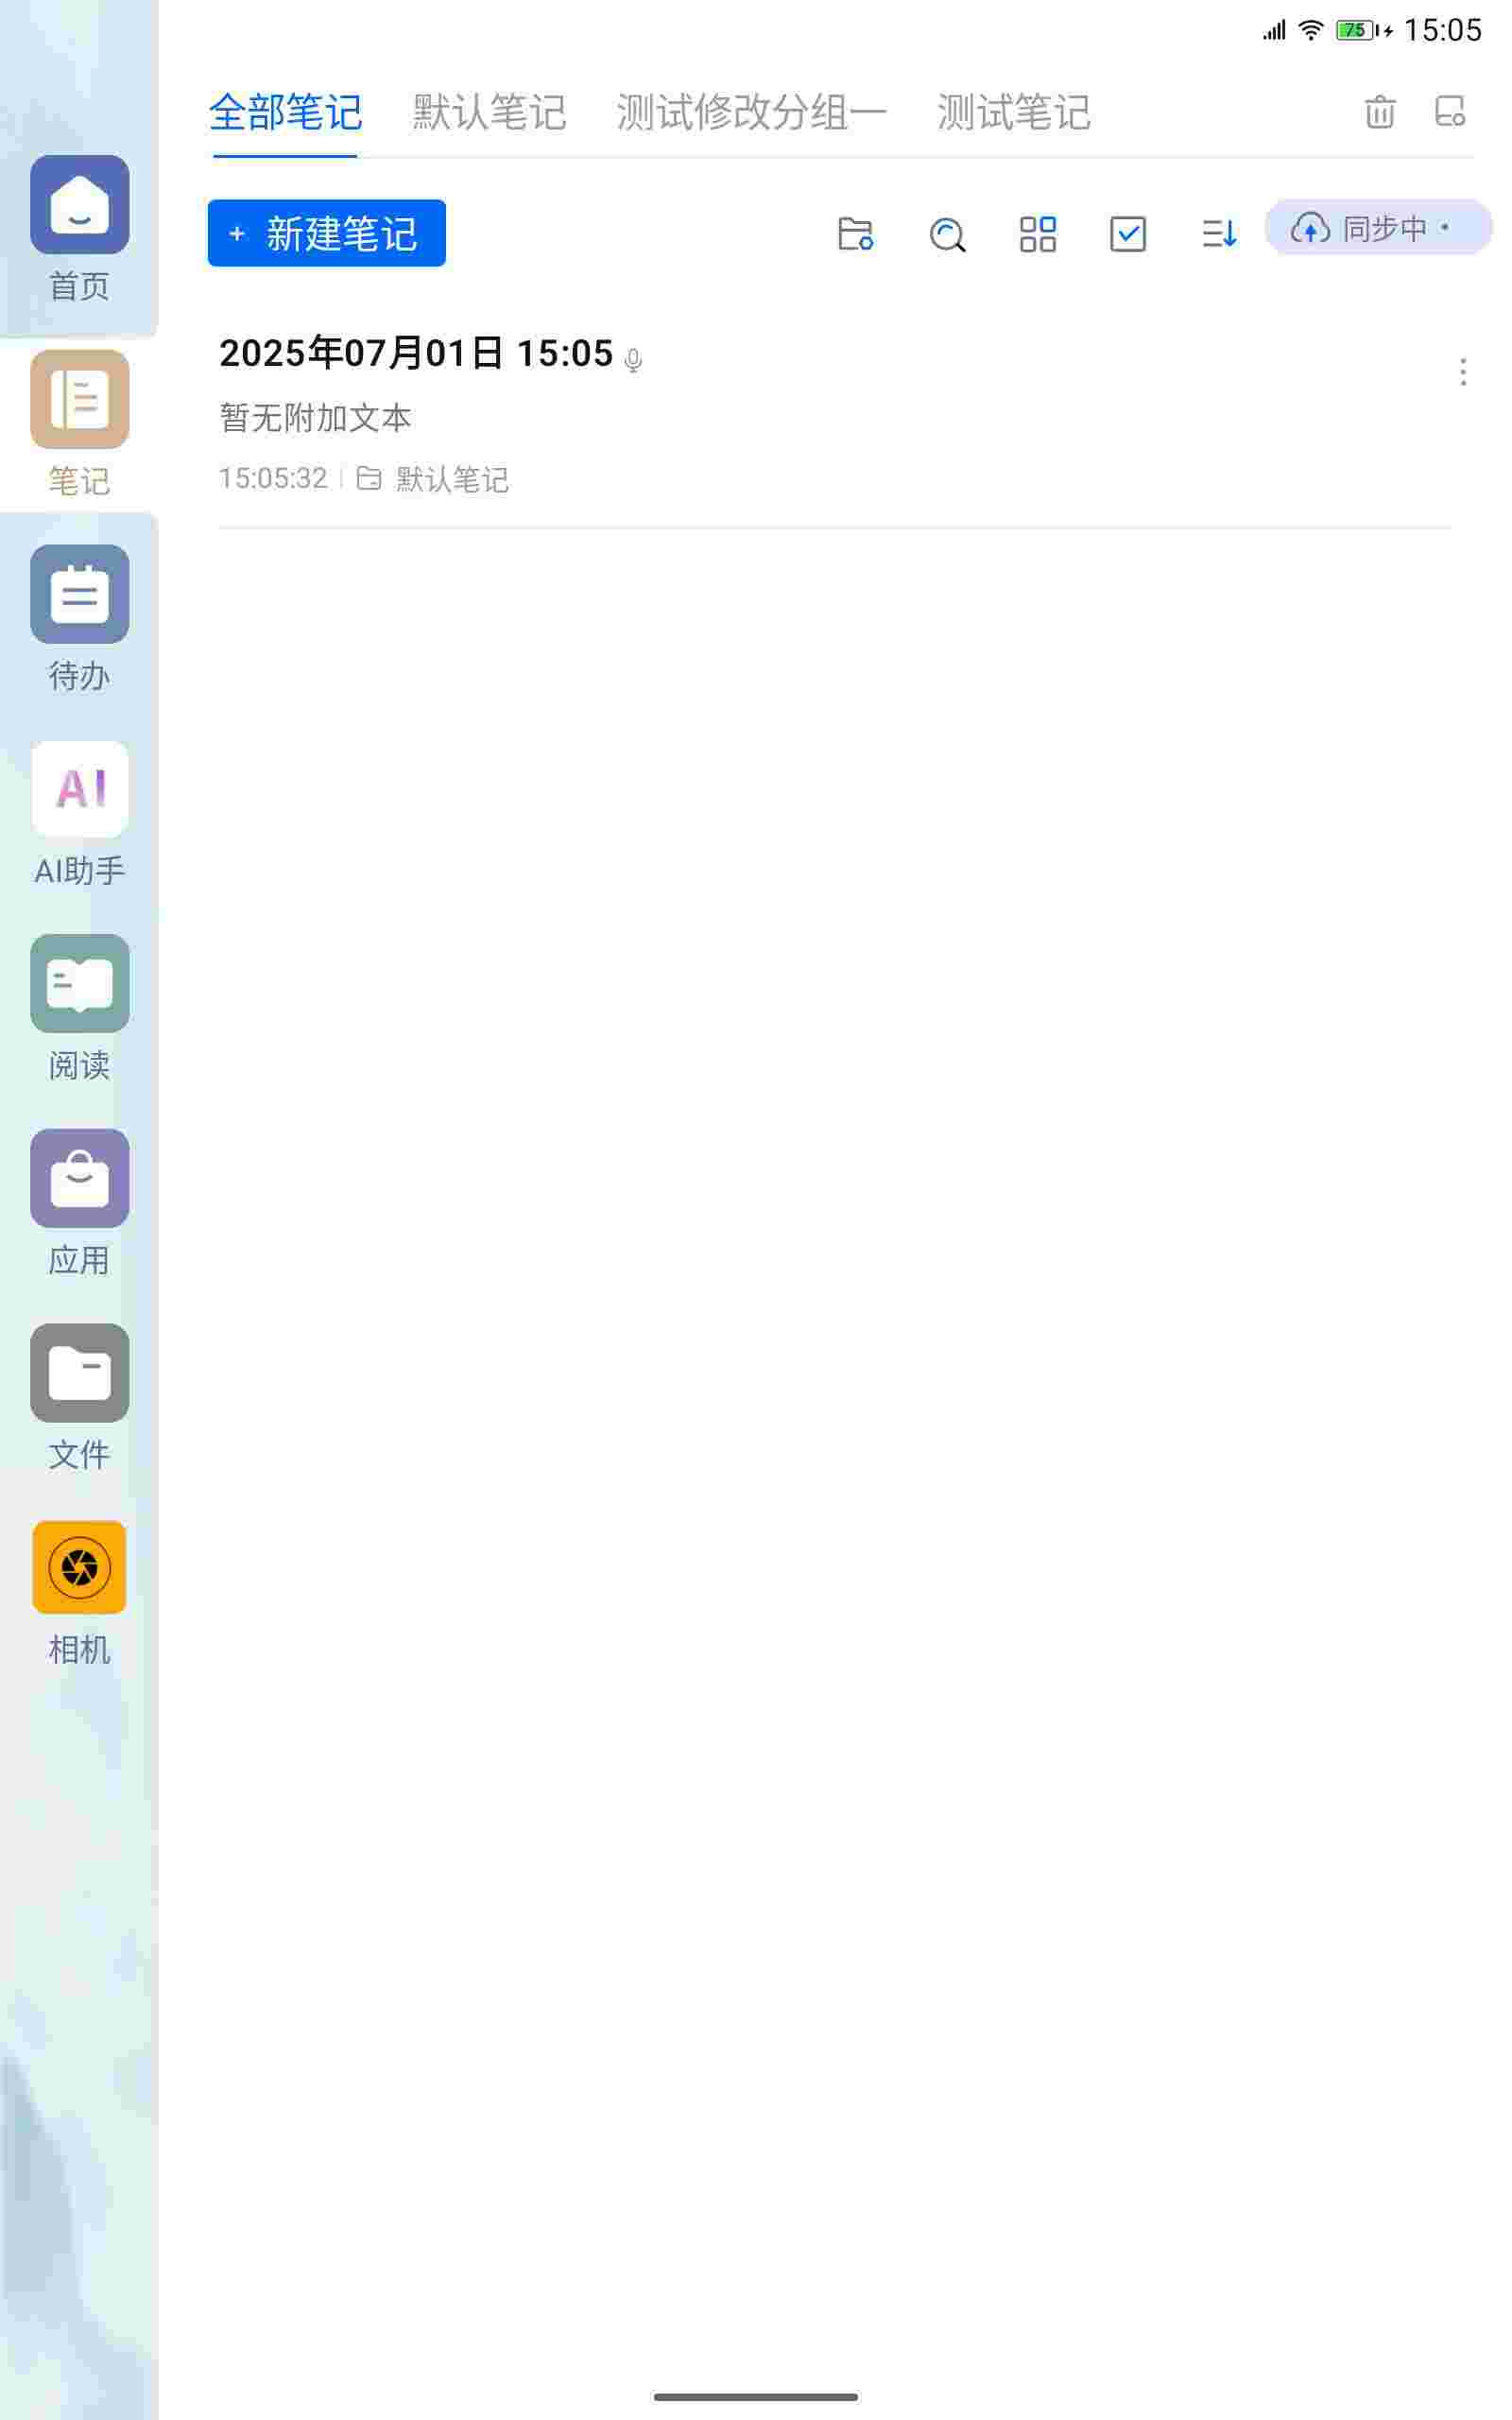 75 15:05
全部笔记 默认笔记 测试修改分组一 测试笔记
+ 新建笔记 同步中 ·
首页
2025年07月01日 15:05
暂无附加文本
15:05:32 默认笔记
笔记
待办
AI
AI助手
阅读
应用
文件
相机